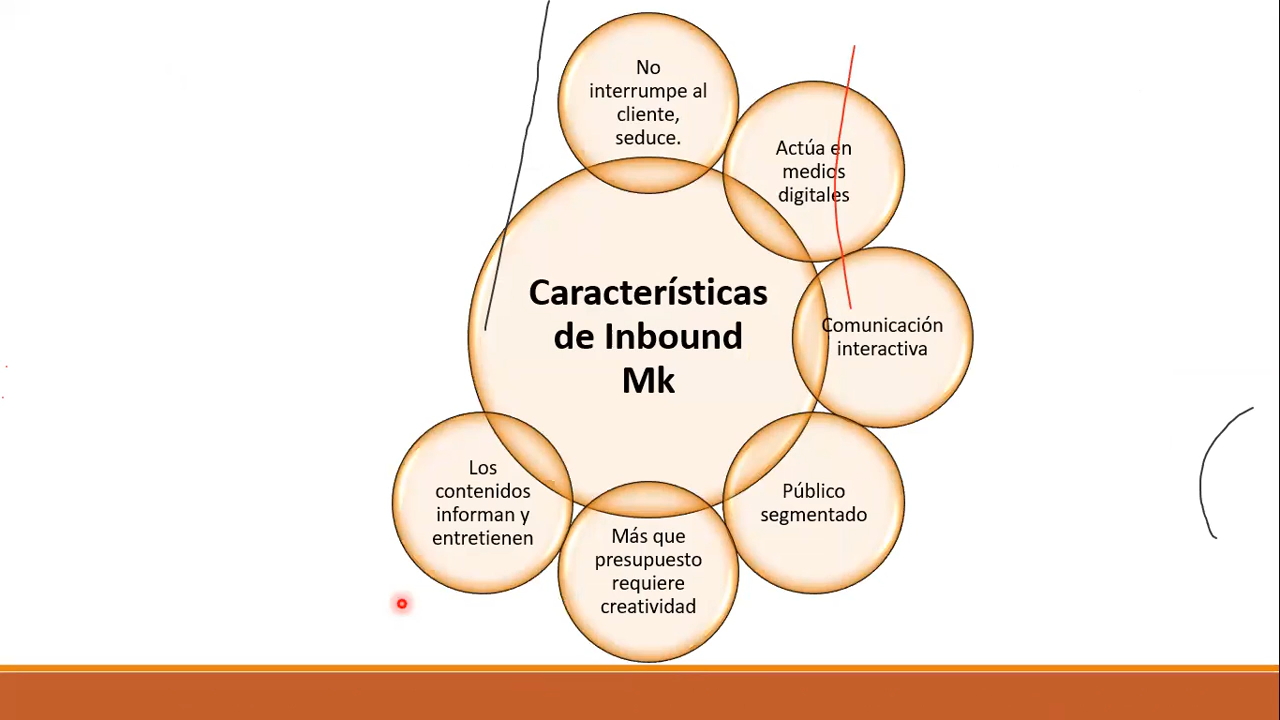 No
interrumpe al
cliente,
seduce.
Actúa en
medios
digitales
Características
de Inbound
Mk
Comunicación
interactiva
Los
contenidos
informan y
entretienen
Más que
presupuesto
requiere
creatividad
Público
segmentado